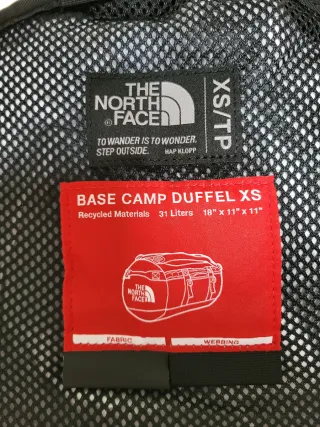 THE
NORTH
FACE
XS/TP
TO WANDER IS TO WONDER.
STEP OUTSIDE. HAP KLOPP
BASE CAMP DUFFEL XS
Recycled Materials 31 Liters 18" x 11" x 11"
THE
NORTH
FACE
FABRIC WEBBING